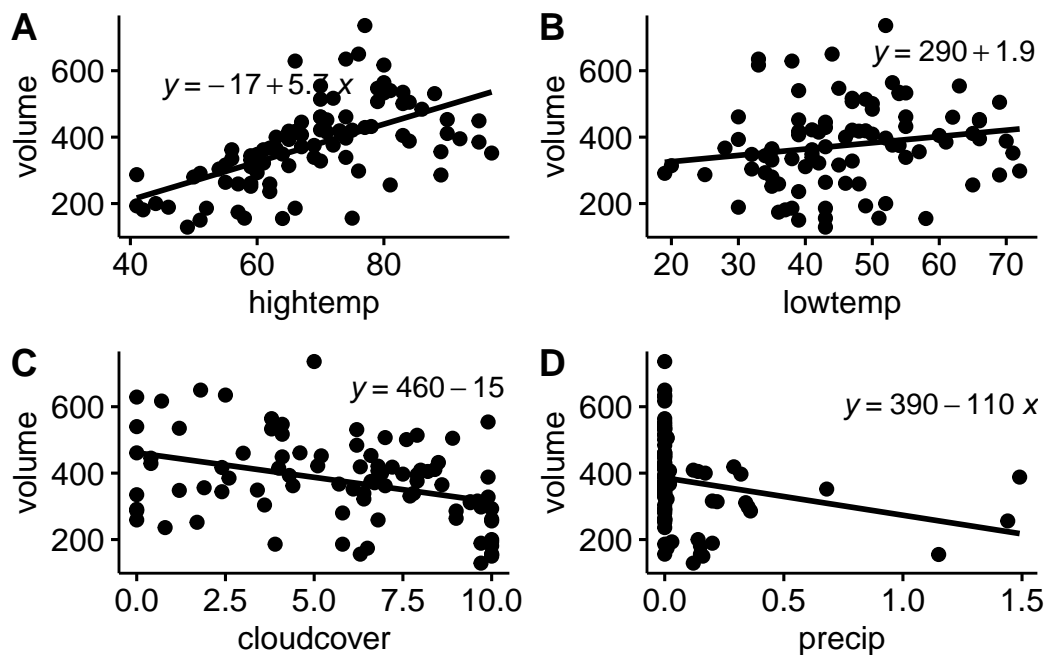 A
y = −17 + 5.7 x
volume
600
400
200
40
60
80
hightemp
B
y = 290 + 1.9
volume
600
400
200
20
30
40
50
60
70
lowtemp
C
y = 460 − 15
volume
600
400
200
0.0
2.5
5.0
7.5
10.0
cloudcover
D
y = 390 − 110 x
volume
600
400
200
0.0
0.5
1.0
1.5
precip